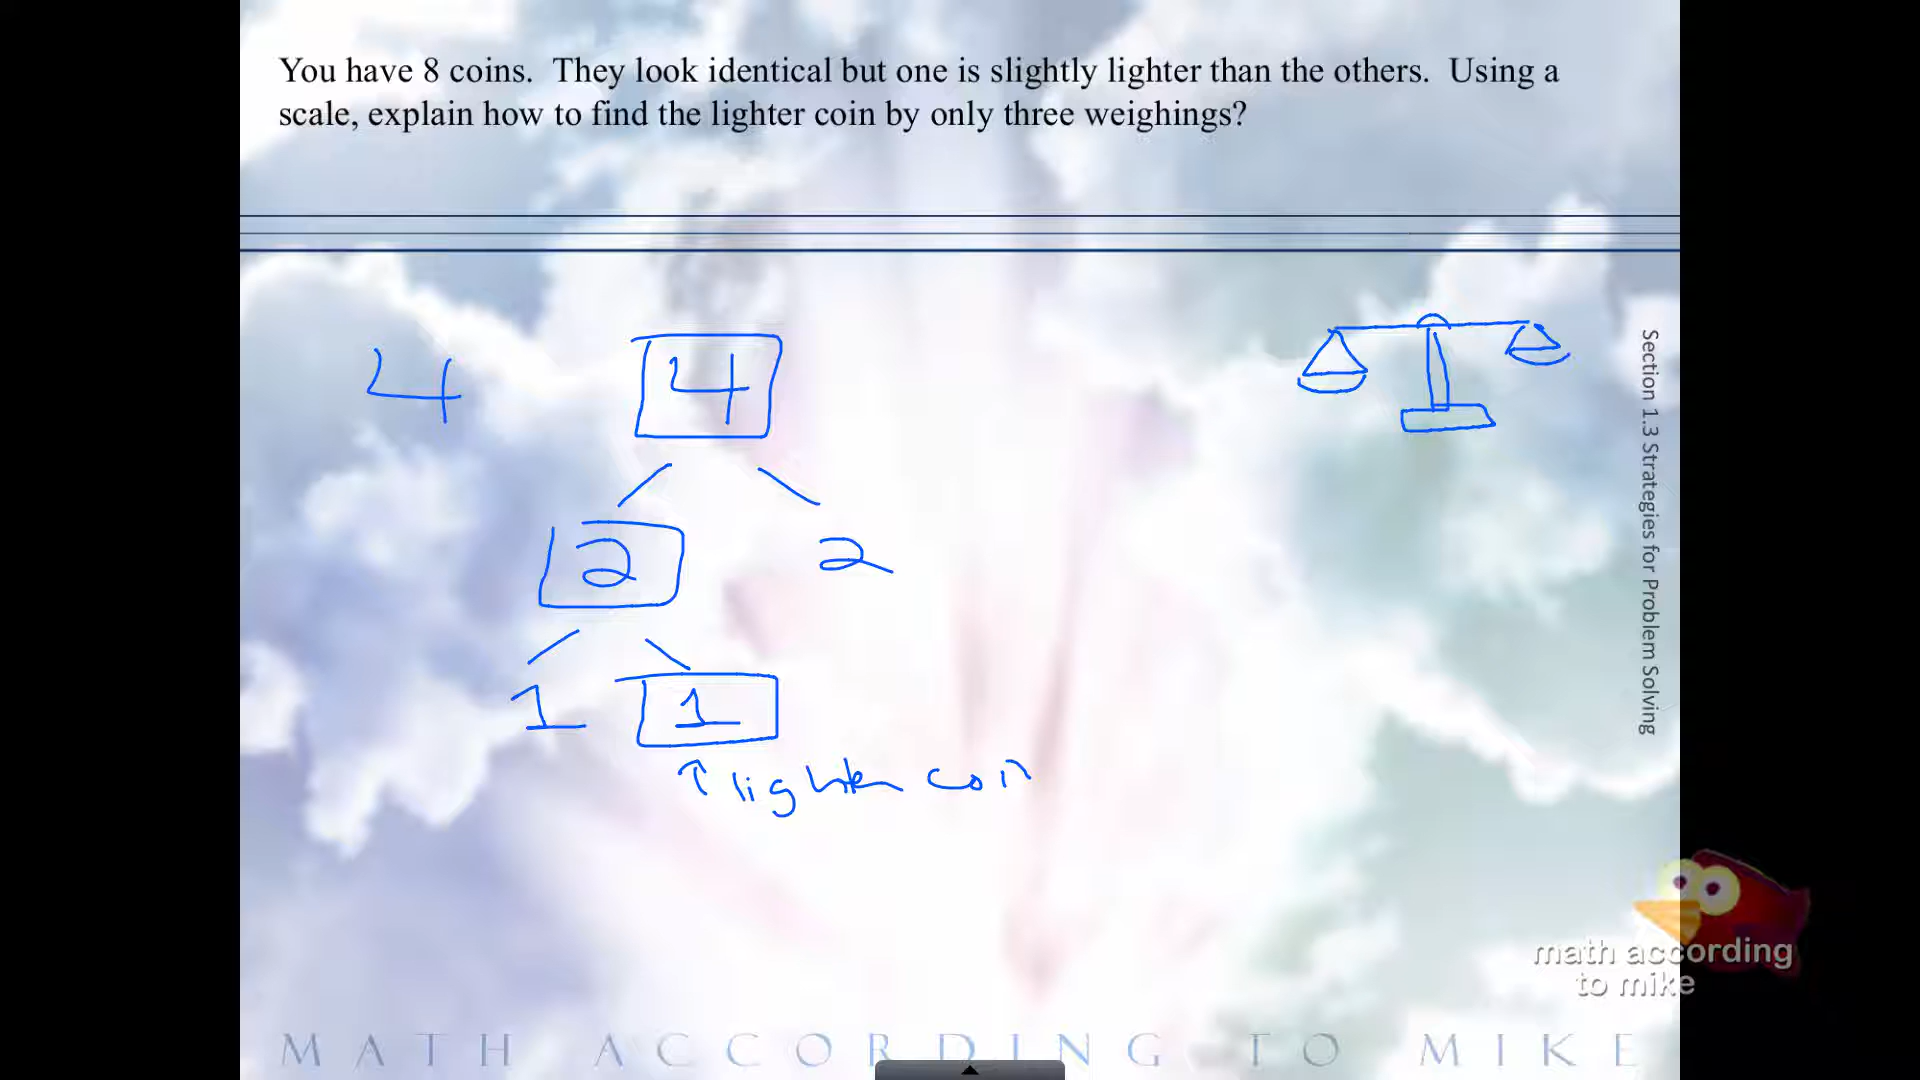 You have 8 coins. They look identical but one is slightly lighter than the others. Using a
scale, explain how to find the lighter coin by only three weighings?
4 4
2 2
1 1
↑ lighter coin
Section 1.3 Strategies for Problem Solving
math according
to mike
MATH ACCORDING TO MIKE